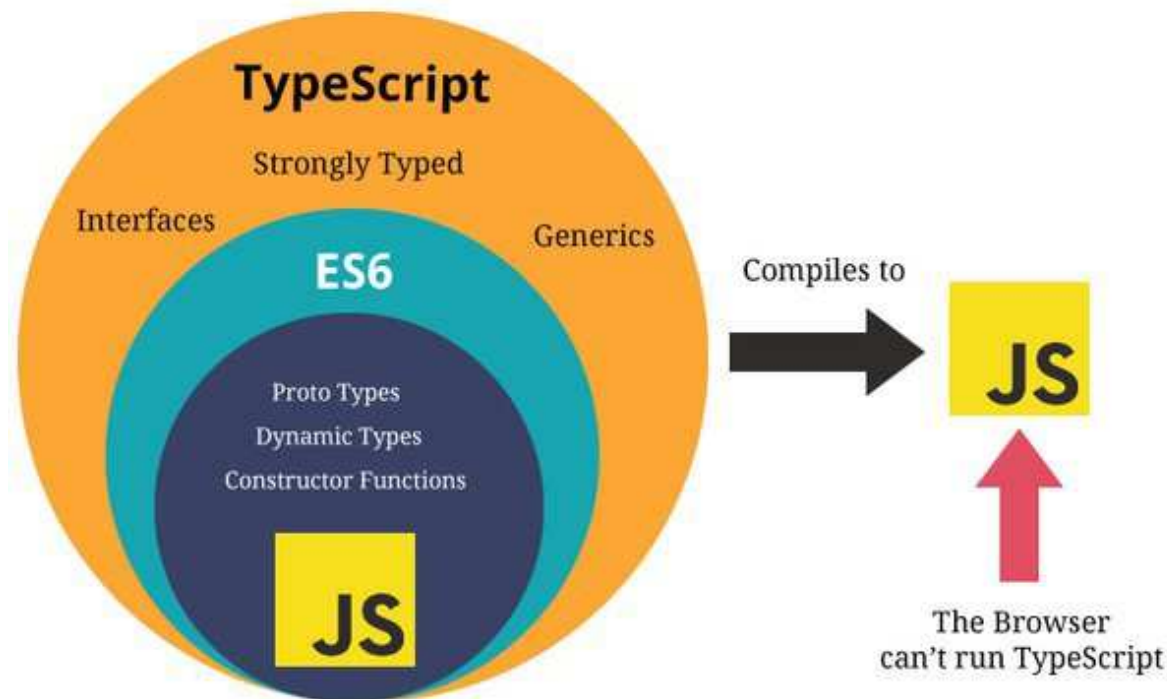 TypeScript
Strongly Typed
Interfaces
Generics
ES6
Proto Types
Dynamic Types
Constructor Functions
JS
Compiles to
JS
The Browser
can’t run TypeScript